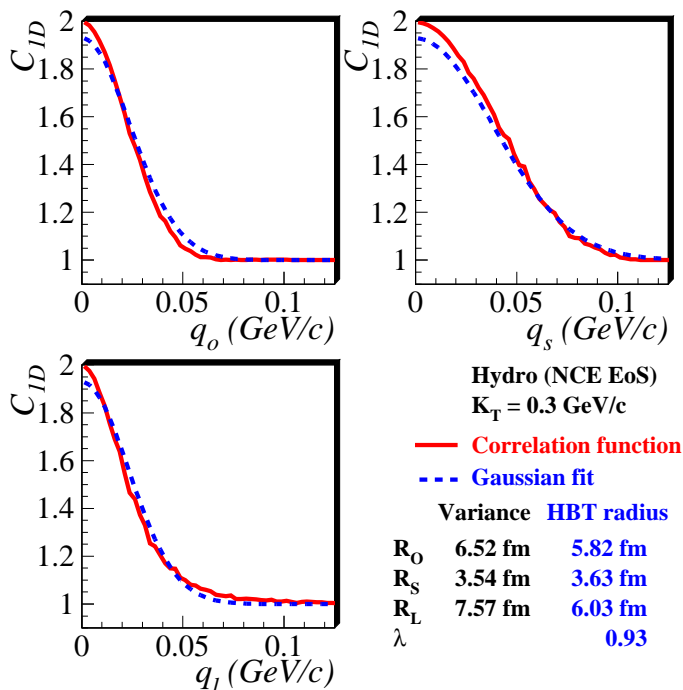 C1D
2
1.8
1.6
1.4
1.2
1
0
0.05
0.1
qo (GeV/c)
C1D
2
1.8
1.6
1.4
1.2
1
0
0.05
0.1
qs (GeV/c)
C1D
2
1.8
1.6
1.4
1.2
1
0
0.05
0.1
ql (GeV/c)
Hydro (NCE EoS)
KT = 0.3 GeV/c
Correlation function
Gaussian fit
Variance HBT radius
RO 6.52 fm 5.82 fm
RS 3.54 fm 3.63 fm
RL 7.57 fm 6.03 fm
λ 0.93